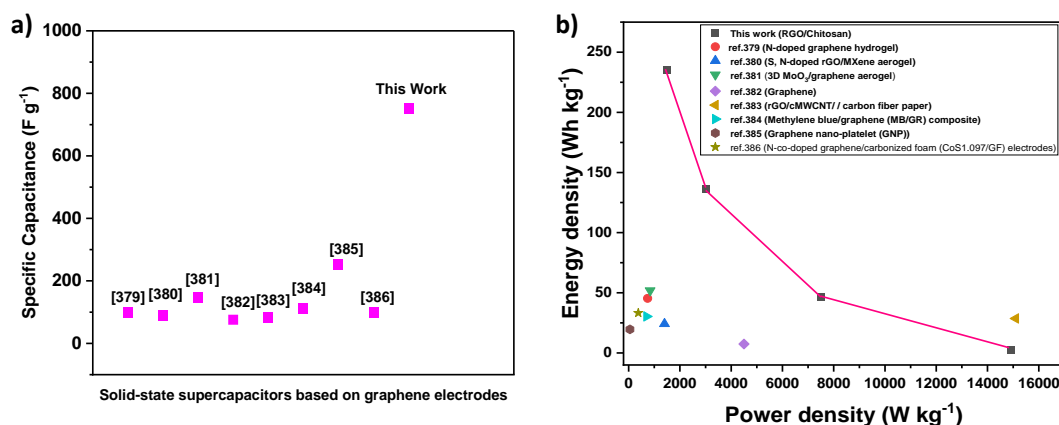 a)
1000
800
600
400
200
0
Specific Capacitance (F g-1)
This Work
[379]
[380]
[381]
[382]
[383]
[384]
[385]
[386]
Solid-state supercapacitors based on graphene electrodes
b)
250
200
150
100
50
0
Energy density (Wh kg-1)
This work (RGO/Chitosan)
ref.379 (N-doped graphene hydrogel)
ref.380 (S, N-doped rGO/MXene aerogel)
ref.381 (3D MoO3/graphene aerogel)
ref.382 (Graphene)
ref.383 (rGO/cMWCNT/ / carbon fiber paper)
ref.384 (Methylene blue/graphene (MB/GR) composite)
ref.385 (Graphene nano-platelet (GNP))
ref.386 (N-co-doped graphene/carbonized foam (CoS1.097/GF) electrodes)
0 2000 4000 6000 8000 10000 12000 14000 16000
Power density (W kg-1)